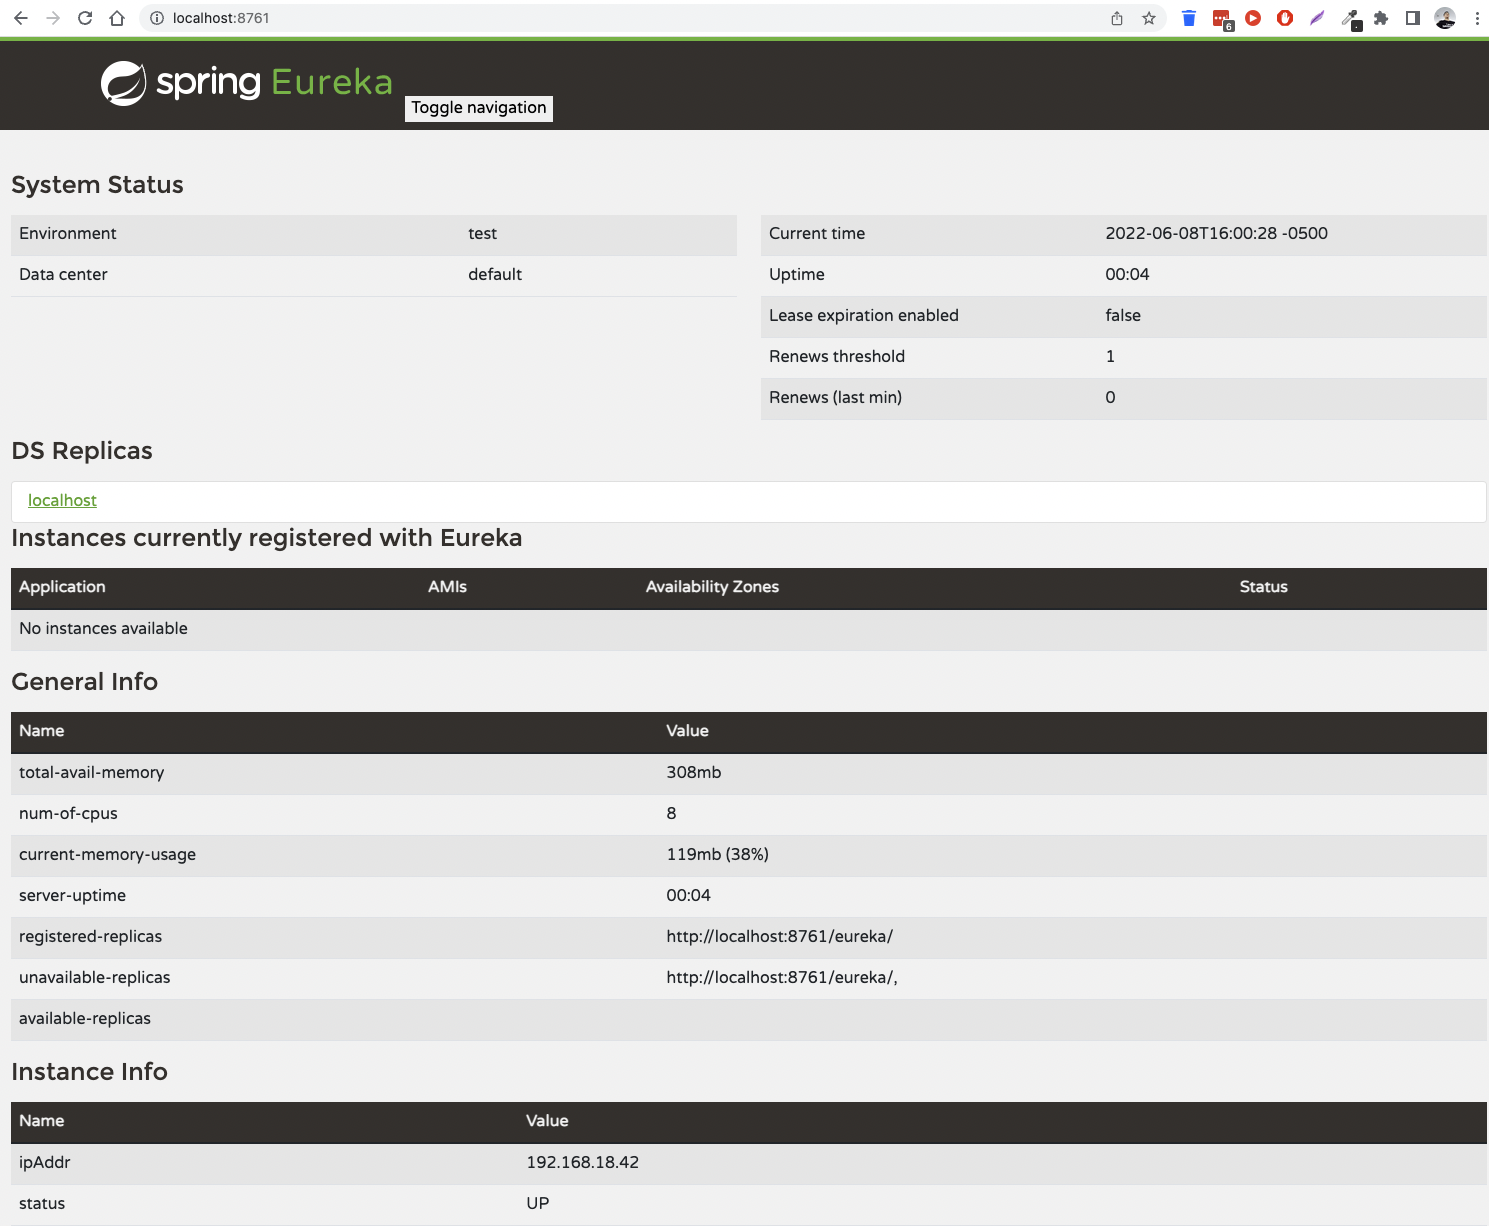 localhost:8761
6
spring Eureka
Toggle navigation
System Status
Environment test
Data center default
Current time 2022-06-08T16:00:28 -0500
Uptime 00:04
Lease expiration enabled false
Renews threshold 1
Renews (last min) 0
DS Replicas
localhost
Instances currently registered with Eureka
Application AMIs Availability Zones Status
No instances available
General Info
Name Value
total-avail-memory 308mb
num-of-cpus 8
current-memory-usage 119mb (38%)
server-uptime 00:04
registered-replicas http://localhost:8761/eureka/
unavailable-replicas http://localhost:8761/eureka/,
available-replicas
Instance Info
Name Value
ipAddr 192.168.18.42
status UP